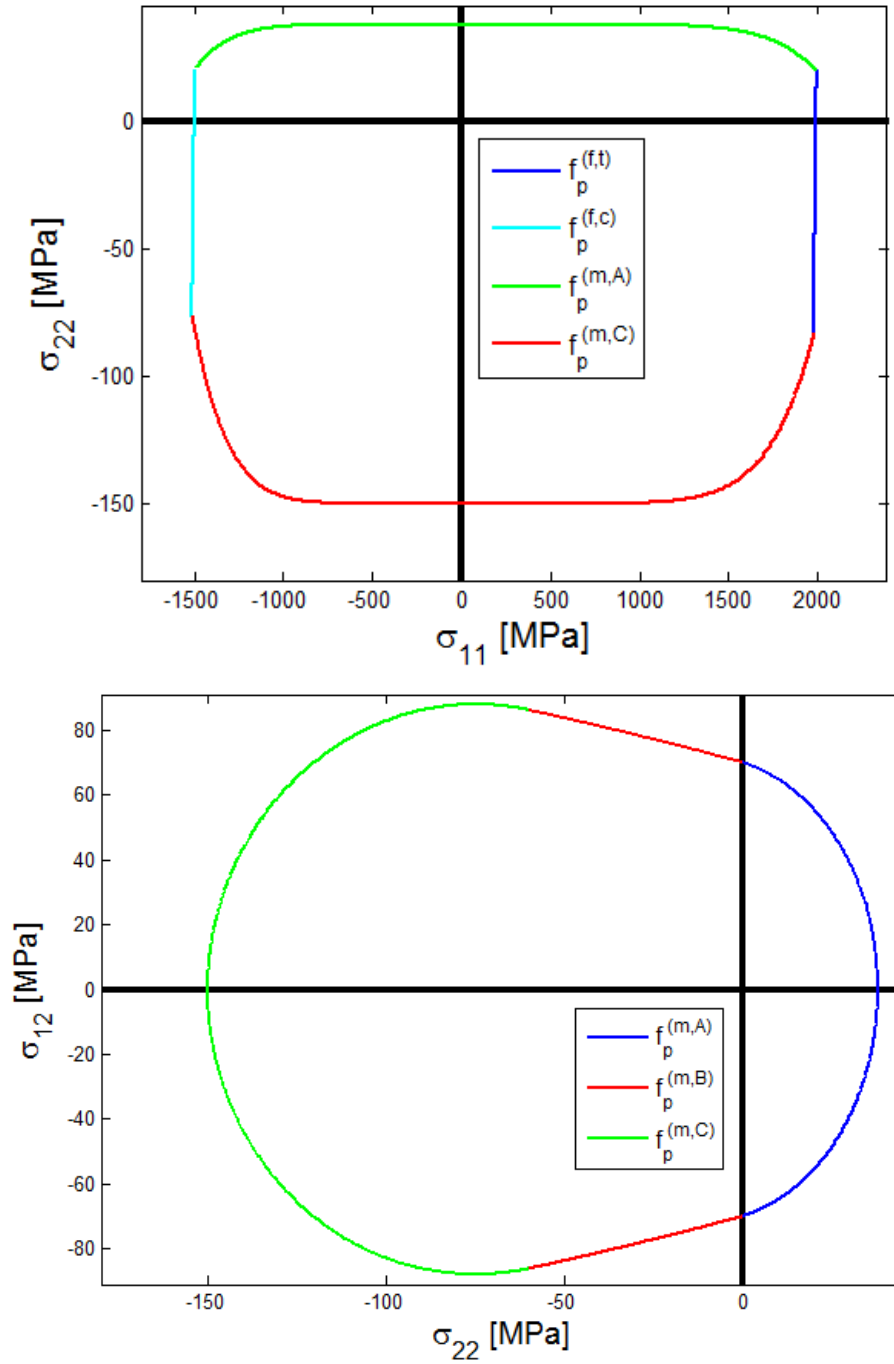 0
-50
-100
-150
σ22 [MPa]
-1500 -1000 -500 0 500 1000 1500 2000
σ11 [MPa]
fp(f,t)
fp(f,c)
fp(m,A)
fp(m,C)
80
60
40
20
0
-20
-40
-60
-80
σ12 [MPa]
-150 -100 -50 0
σ22 [MPa]
fp(m,A)
fp(m,B)
fp(m,C)